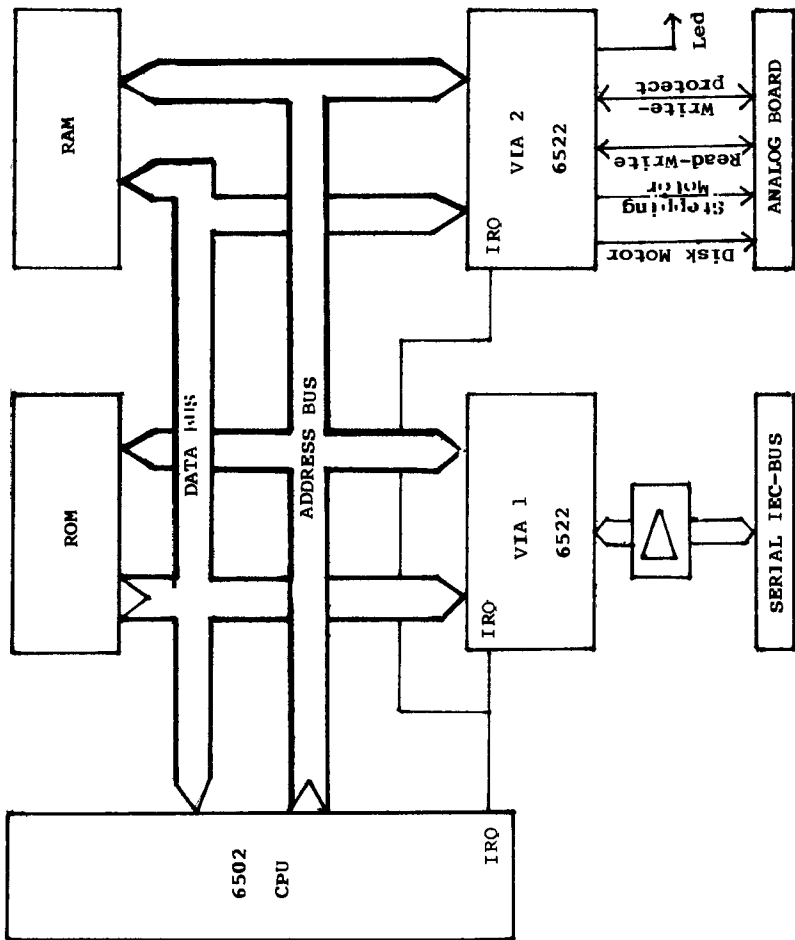 6502
CPU
IRQ
ROM
RAM
DATA BUS
ADDRESS BUS
VIA 1
6522
IRQ
VIA 2
6522
IRQ
SERIAL IEC-BUS
ANALOG BOARD
Disk Motor
Stepping
Motor
Read-Write
Write-
protect
Led